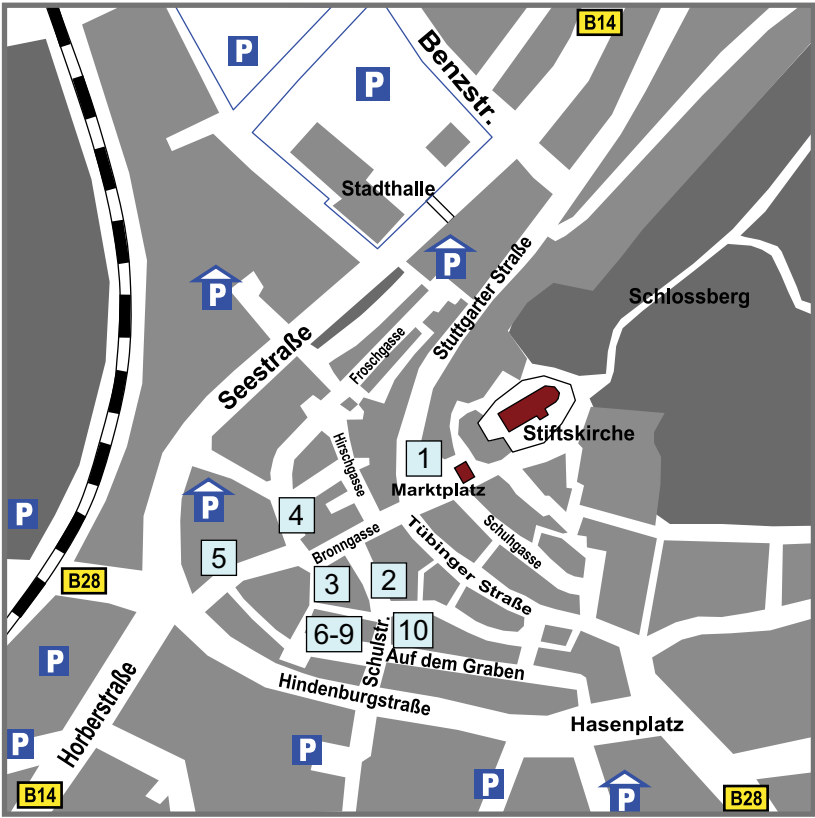 B14
P
Benzstr.
P
Stadthalle
P
Stuttgarter Straße
P
Schlossberg
Seestraße
Froschgasse
Stiftskirche
Hirschgasse
1
Marktplatz
P
P
4
Schuhgasse
Bronngasse
Tübinger Straße
5
B28
3
2
6-9
10
Schulstr.
P
Auf dem Graben
Horberstraße
Hindenburgstraße
Hasenplatz
P
P
P
P
B14
B28